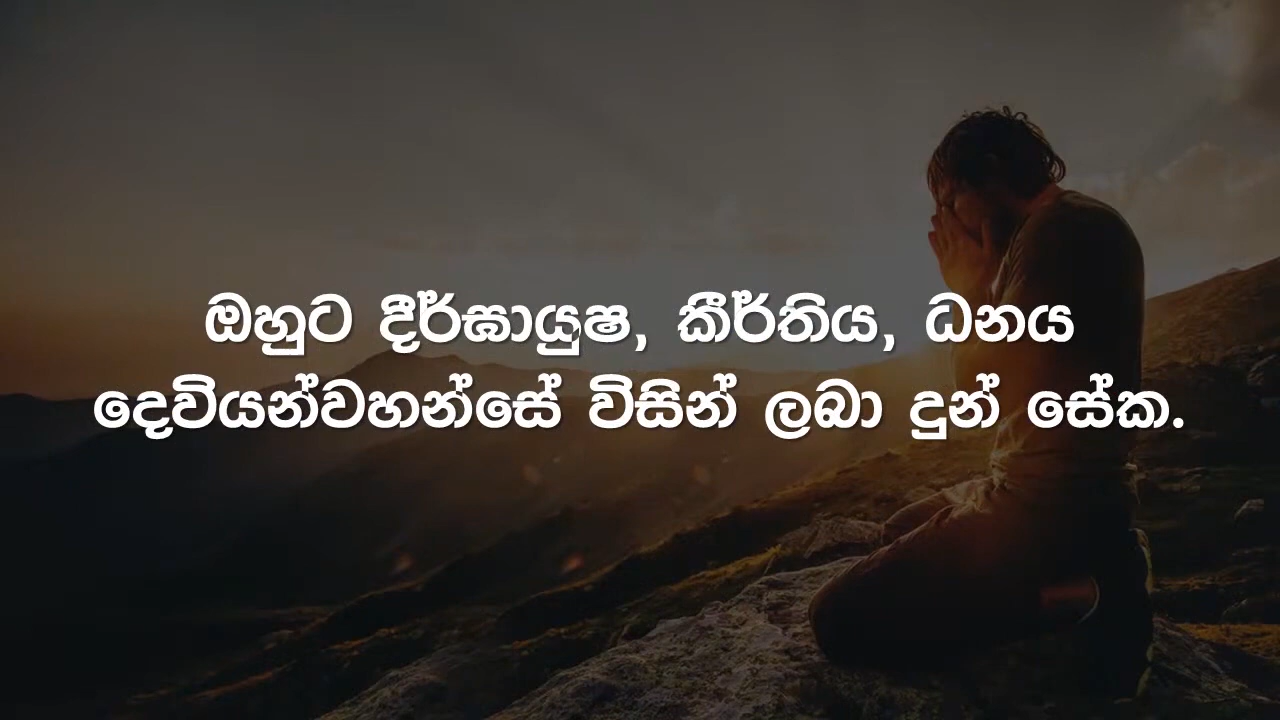 ඔහුට දීර්ඝායුෂ, කීර්තිය, ධනය
දෙවියන්වහන්සේ විසින් ලබා දුන් සේක.